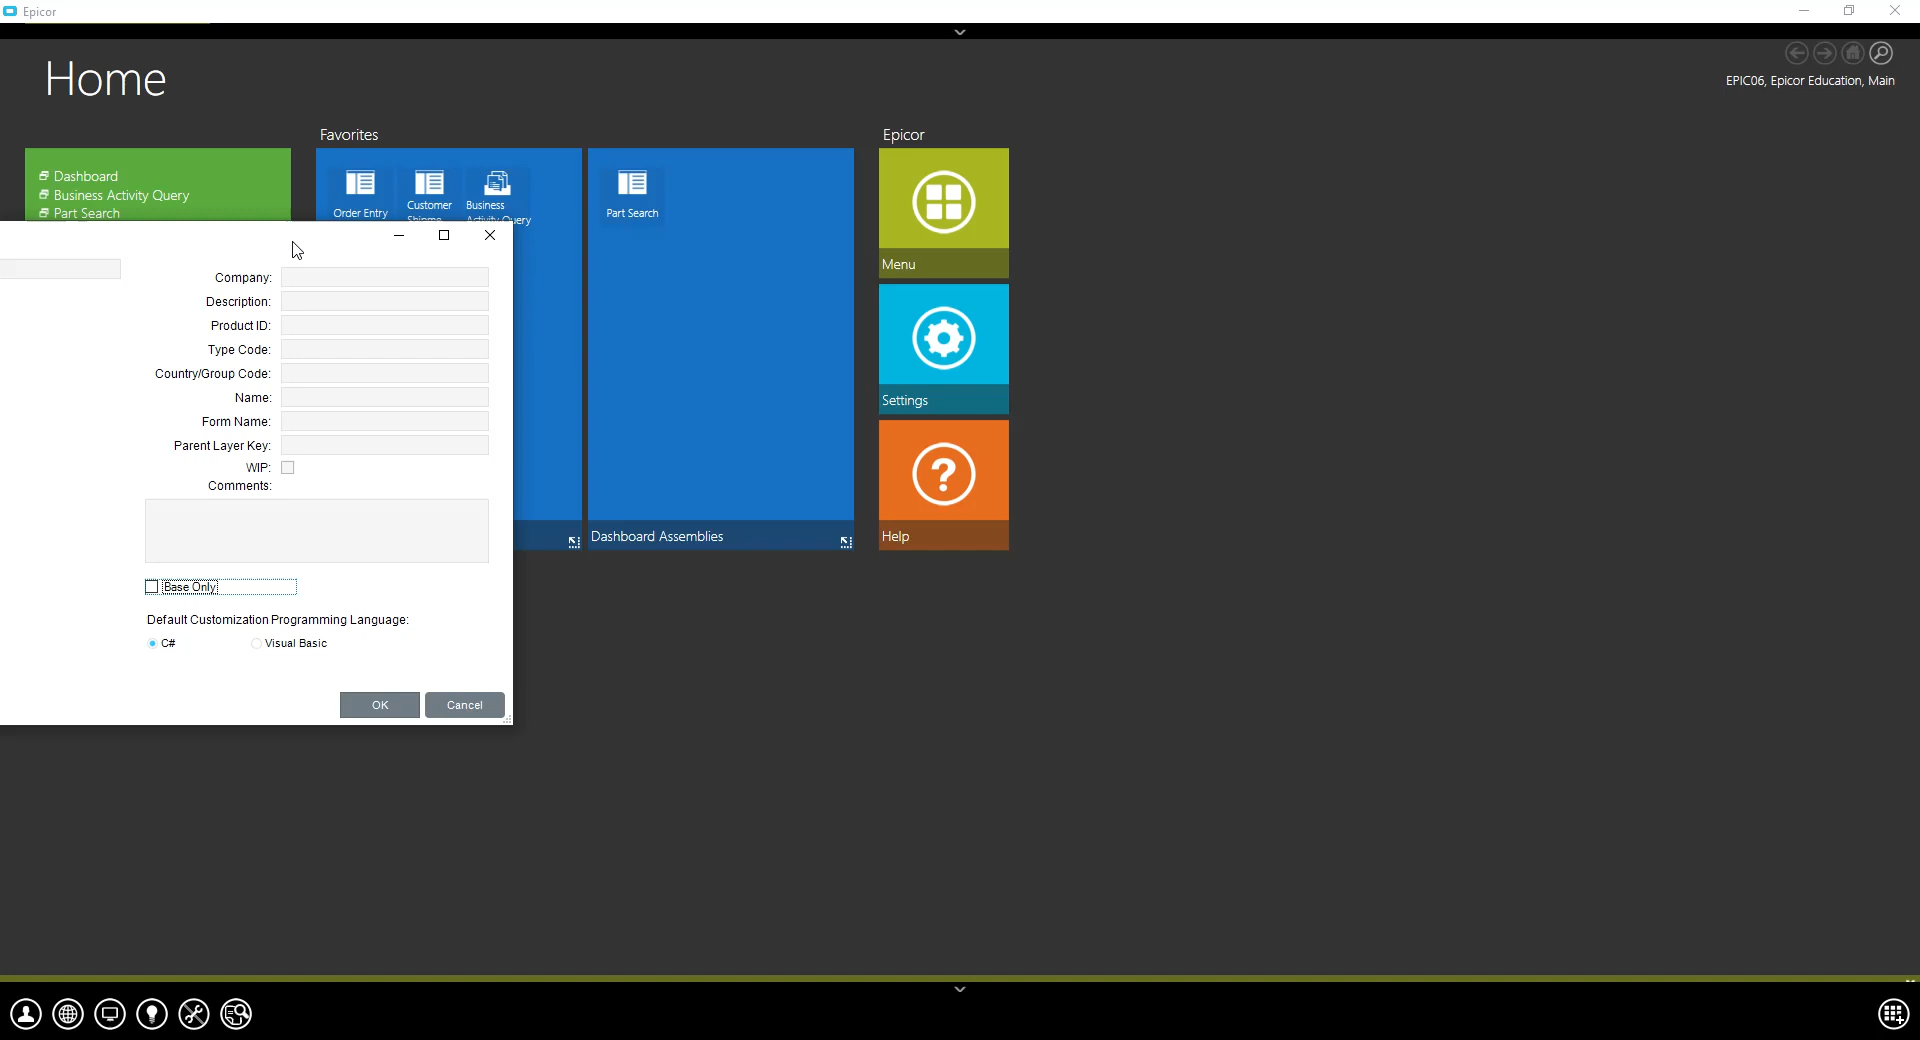 Epicor
Home
EPIC06, Epicor Education, Main
Favorites
Epicor
Dashboard
Business Activity Query
Part Search
Order Entry
Customer
Business
Activity Query
Part Search
Menu
Settings
Help
Dashboard Assemblies
Company:
Description:
Product ID:
Type Code:
Country/Group Code:
Name:
Form Name:
Parent Layer Key:
WIP:
Comments:
Base Only
Default Customization Programming Language:
C#
Visual Basic
OK
Cancel